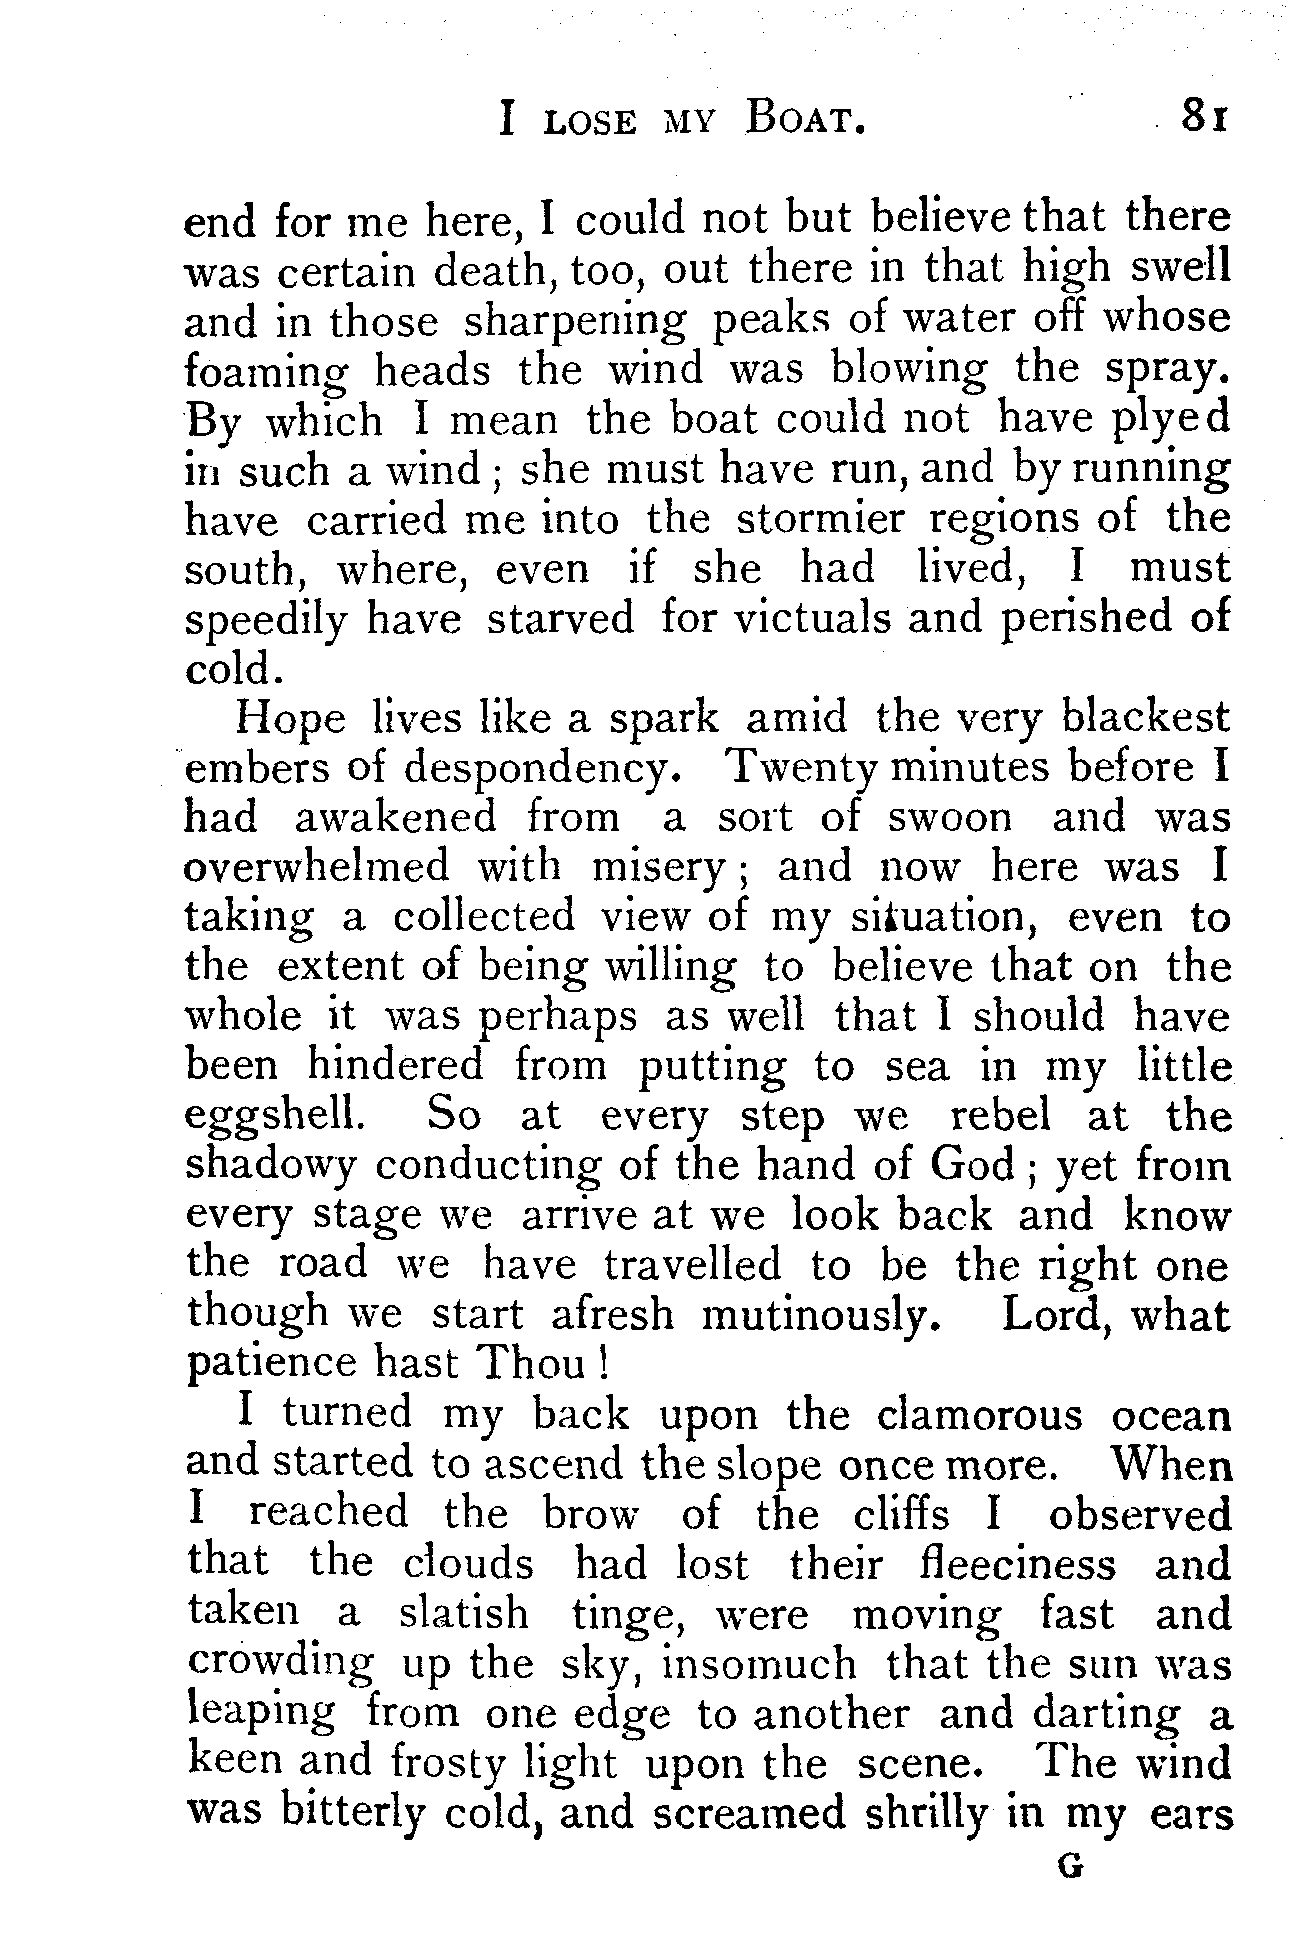 I LOSE MY BOAT. 81
end for me here, I could not but believe that there
was certain death, too, out there in that high swell
and in those sharpening peaks of water off whose
foaming heads the wind was blowing the spray.
By which I mean the boat could not have plyed
in such a wind ; she must have run, and by running
have carried me into the stormier regions of the
south, where, even if she had lived, I must
speedily have starved for victuals and perished of
cold.
Hope lives like a spark amid the very blackest
embers of despondency. Twenty minutes before I
had awakened from a sort of swoon and was
overwhelmed with misery ; and now here was I
taking a collected view of my situation, even to
the extent of being willing to believe that on the
whole it was perhaps as well that I should have
been hindered from putting to sea in my little
eggshell. So at every step we rebel at the
shadowy conducting of the hand of God ; yet from
every stage we arrive at we look back and know
the road we have travelled to be the right one
though we start afresh mutinously. Lord, what
patience hast Thou !
I turned my back upon the clamorous ocean
and started to ascend the slope once more. When
I reached the brow of the cliffs I observed
that the clouds had lost their fleeciness and
taken a slatish tinge, were moving fast and
crowding up the sky, insomuch that the sun was
leaping from one edge to another and darting a
keen and frosty light upon the scene. The wind
was bitterly cold, and screamed shrilly in my ears
G